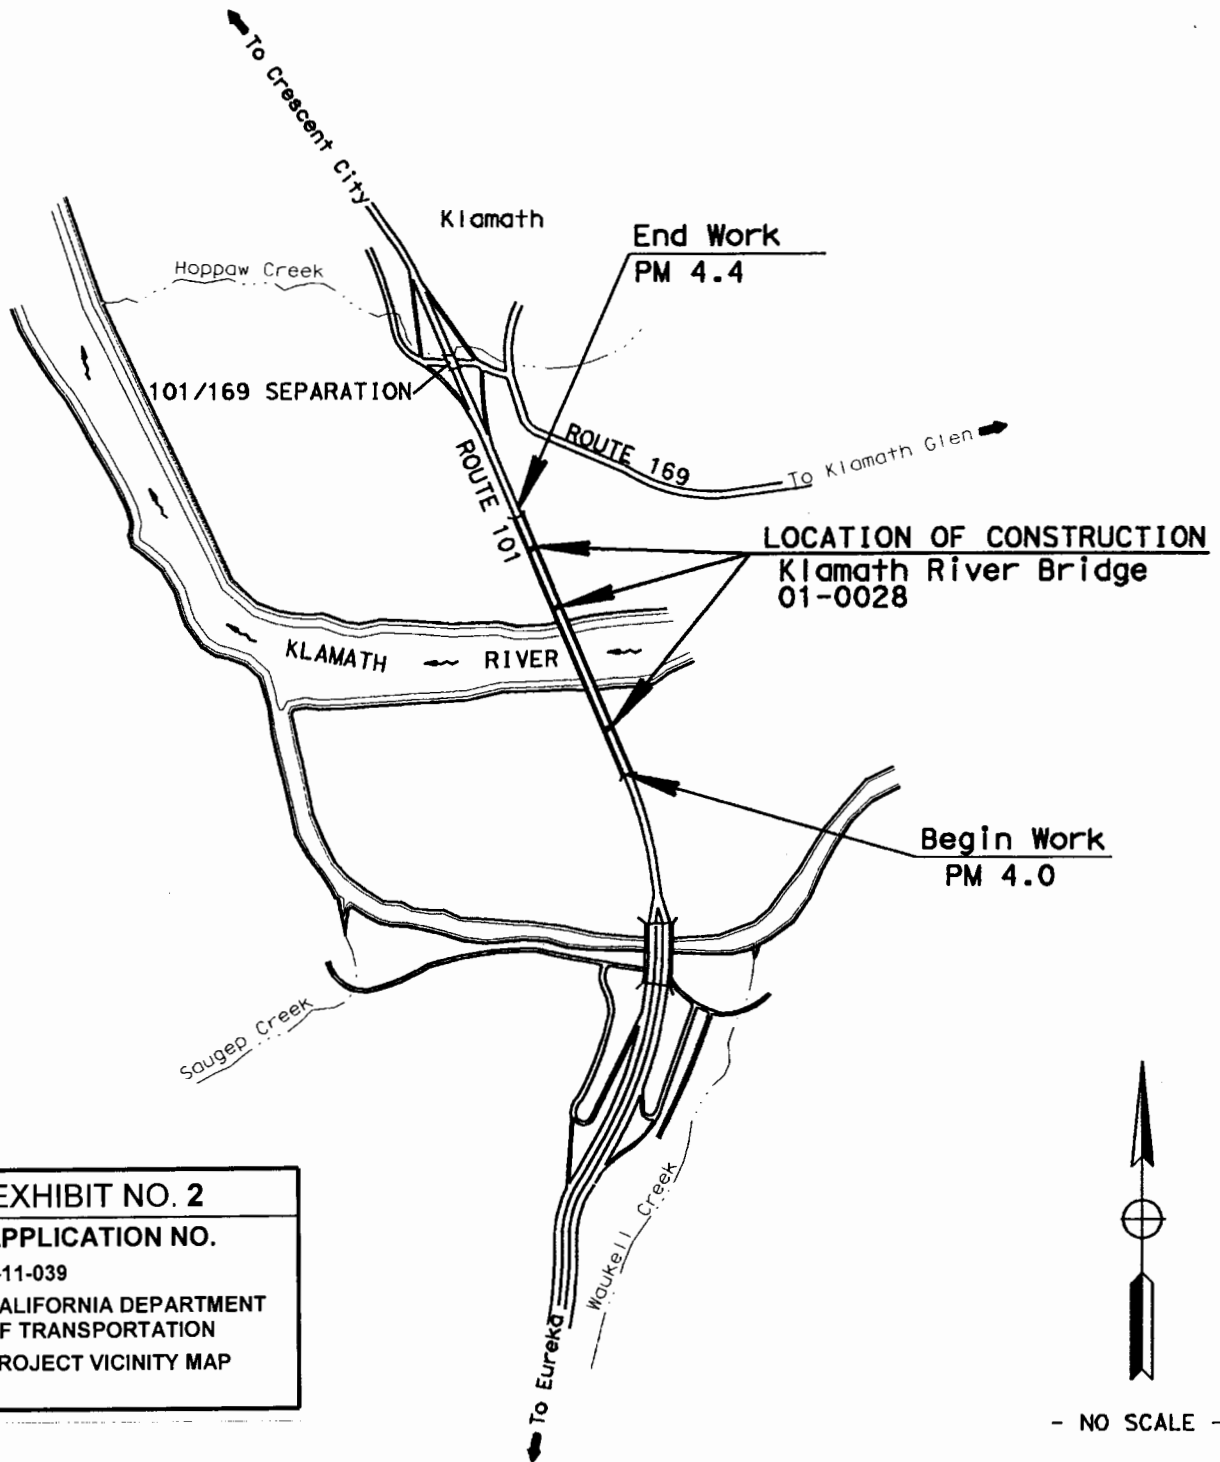 To Crescent City
Klamath
End Work
PM 4.4
Hoppaw Creek
101/169 SEPARATION
ROUTE 101
ROUTE 169
To Klamath Glen
LOCATION OF CONSTRUCTION
Klamath River Bridge
01-0028
KLAMATH RIVER
Begin Work
PM 4.0
Saugep Creek
Waukell Creek
To Eureka
EXHIBIT NO. 2
APPLICATION NO.
-11-039
ALIFORNIA DEPARTMENT
F TRANSPORTATION
ROJECT VICINITY MAP
- NO SCALE -